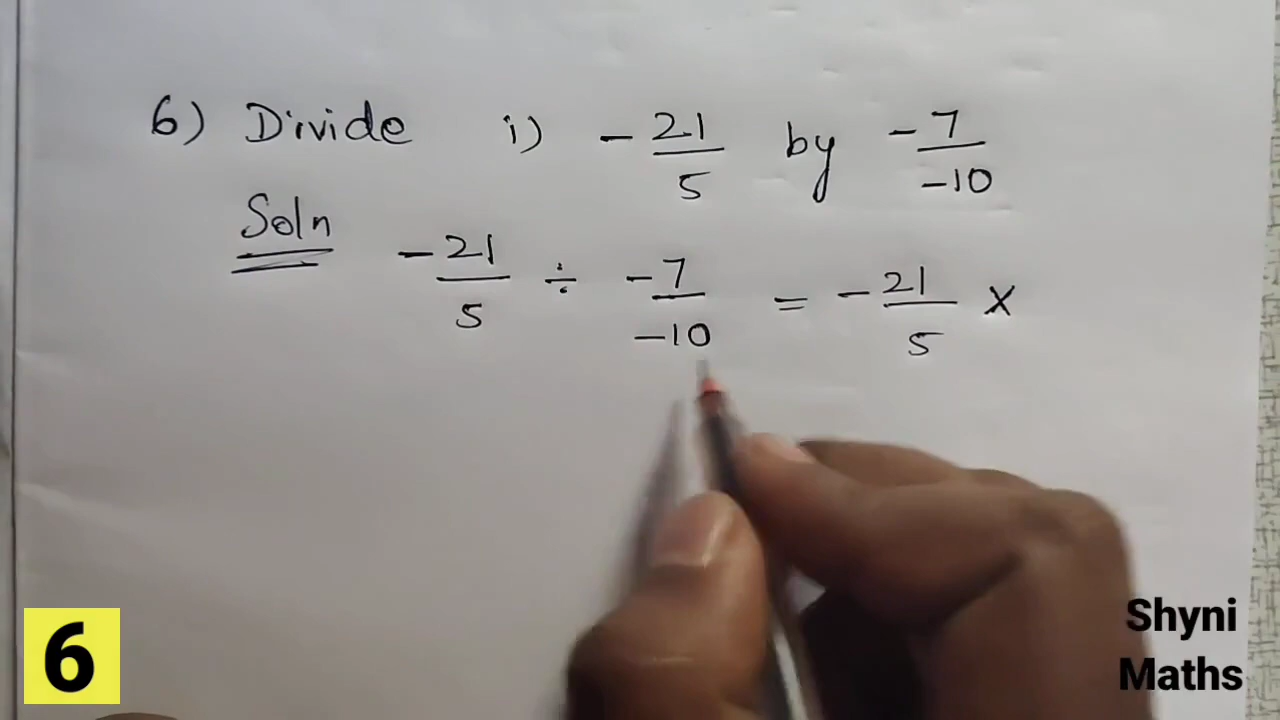 6) Divide i) -21/5 by -7/-10
Soln -21/5 ÷ -7/-10 = -21/5 ×
6
Shyni
Maths